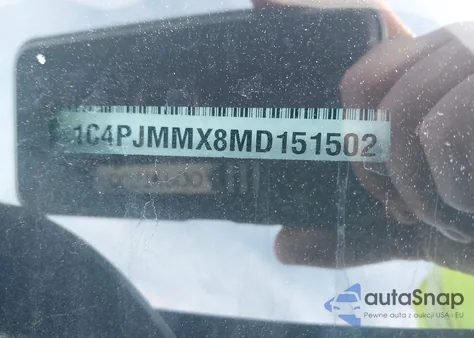 1C4PJMMX8MD151502
autaSnap
Pewne auta z aukcji USA - EU